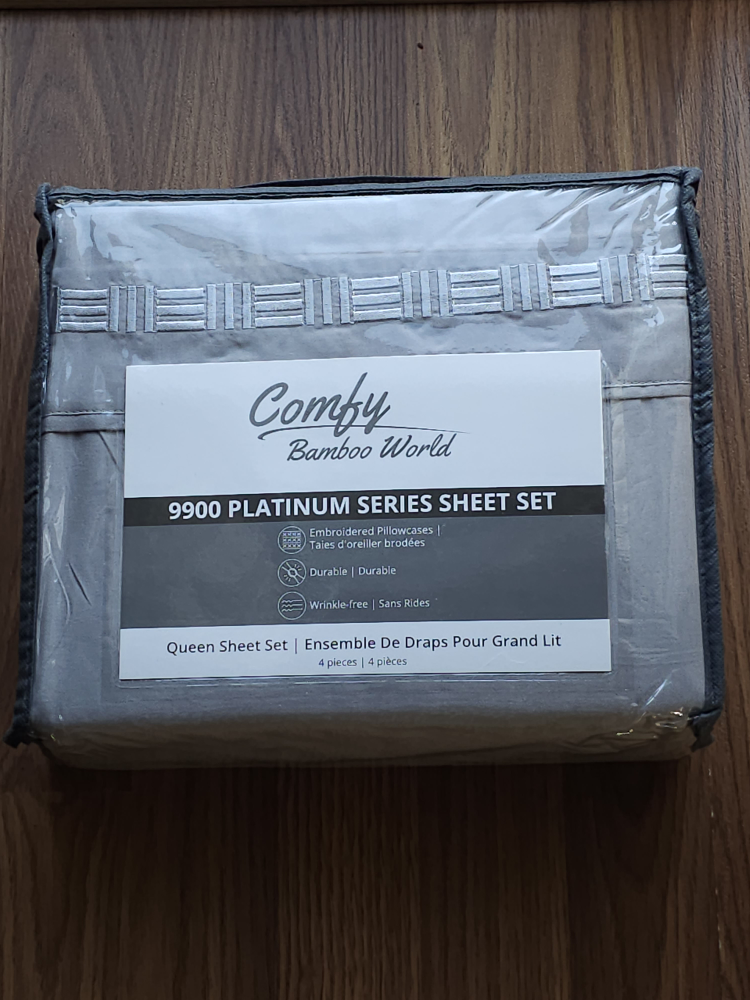 Comfy
Bamboo World
9900 PLATINUM SERIES SHEET SET
Embroidered Pillowcases |
Taies d'oreiller brodées
Durable | Durable
Wrinkle-free | Sans Rides
Queen Sheet Set | Ensemble De Draps Pour Grand Lit
4 pieces | 4 pièces